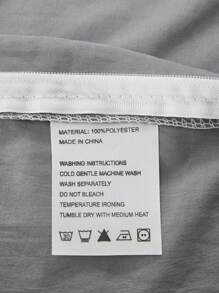 MATERIAL: 100%POLYESTER
MADE IN CHINA
WASHING INSTRUCTIONS
COLD GENTLE MACHINE WASH
WASH SEPARATELY
DO NOT BLEACH
TEMPERATURE IRONING
TUMBLE DRY WITH MEDIUM HEAT